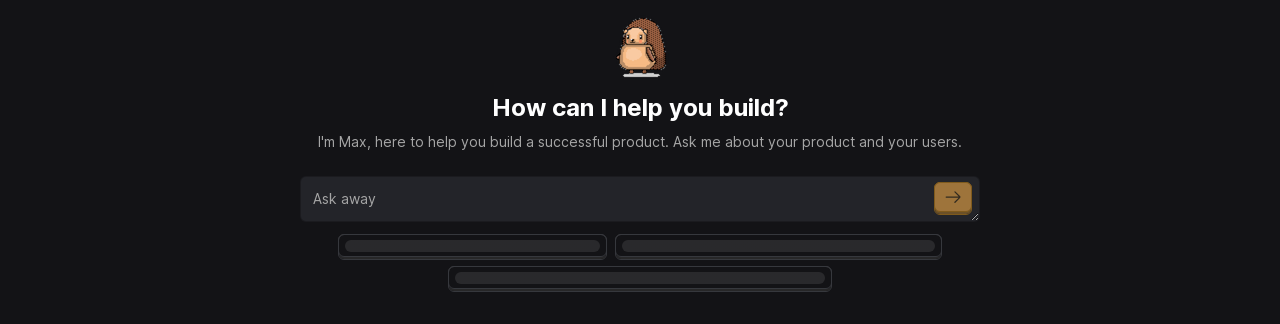 How can I help you build?
I'm Max, here to help you build a successful product. Ask me about your product and your users.
Ask away